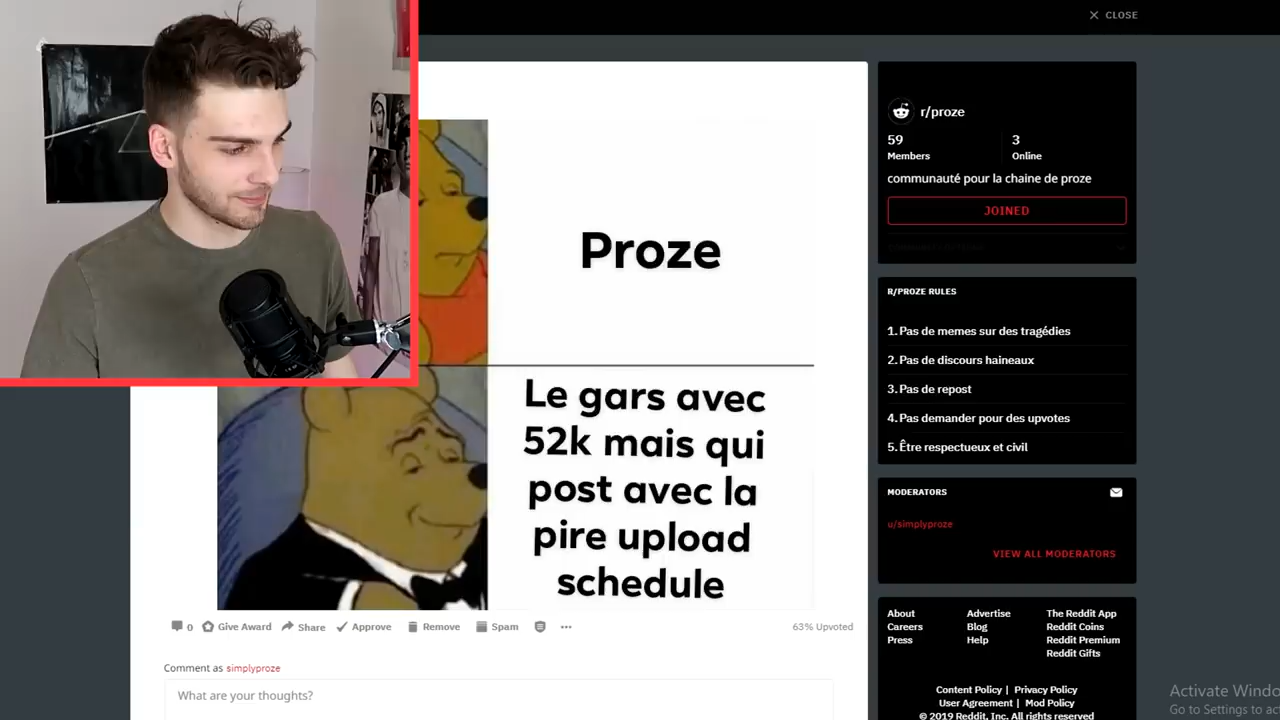 CLOSE
Proze
Le gars avec
52k mais qui
post avec la
pire upload
schedule
0 Give Award Share Approve Remove Spam
63% Upvoted
Comment as simplyproze
What are your thoughts?
r/proze
59 3
Members Online
communauté pour la chaine de proze
JOINED
R/PROZE RULES
1. Pas de memes sur des tragédies
2. Pas de discours haineaux
3. Pas de repost
4. Pas demander pour des upvotes
5. Être respectueux et civil
MODERATORS
u/simplyproze
VIEW ALL MODERATORS
About Advertise The Reddit App
Careers Blog Reddit Coins
Press Help Reddit Premium
Reddit Gifts
Content Policy | Privacy Policy
User Agreement | Mod Policy
© 2019 Reddit, Inc. All rights reserved
Activate Windo
Go to Settings to ac